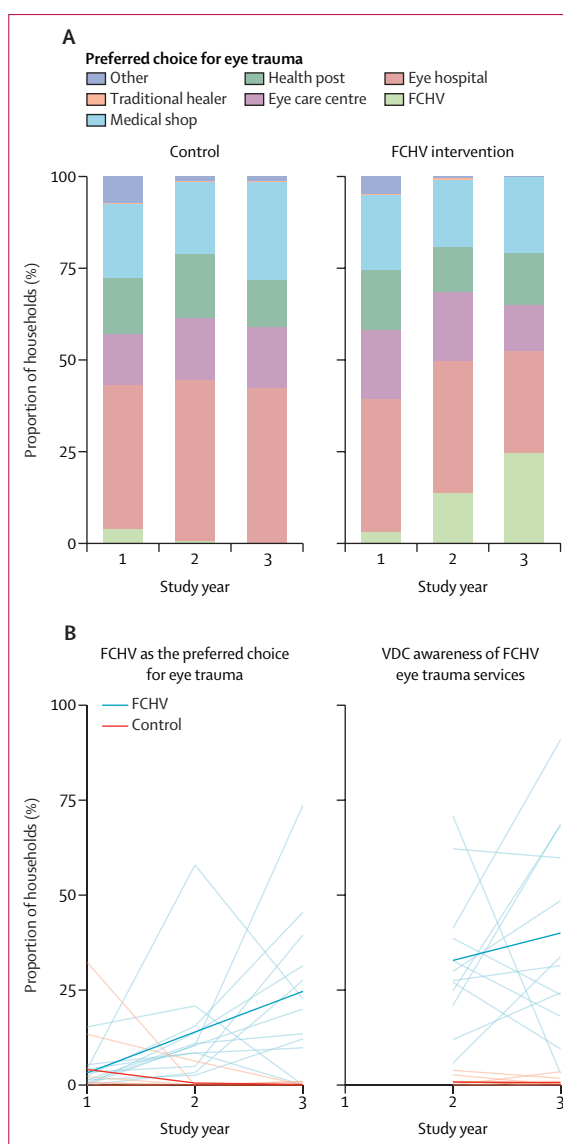 A
Preferred choice for eye trauma
Other
Health post
Eye hospital
Traditional healer
Eye care centre
FCHV
Medical shop
Control
FCHV intervention
Proportion of households (%)
100
75
50
25
0
1 2 3
1 2 3
Study year
Study year
B
FCHV as the preferred choice
for eye trauma
VDC awareness of FCHV
eye trauma services
FCHV
Control
Proportion of households (%)
100
75
50
25
0
1 2 3
1 2 3
Study year
Study year